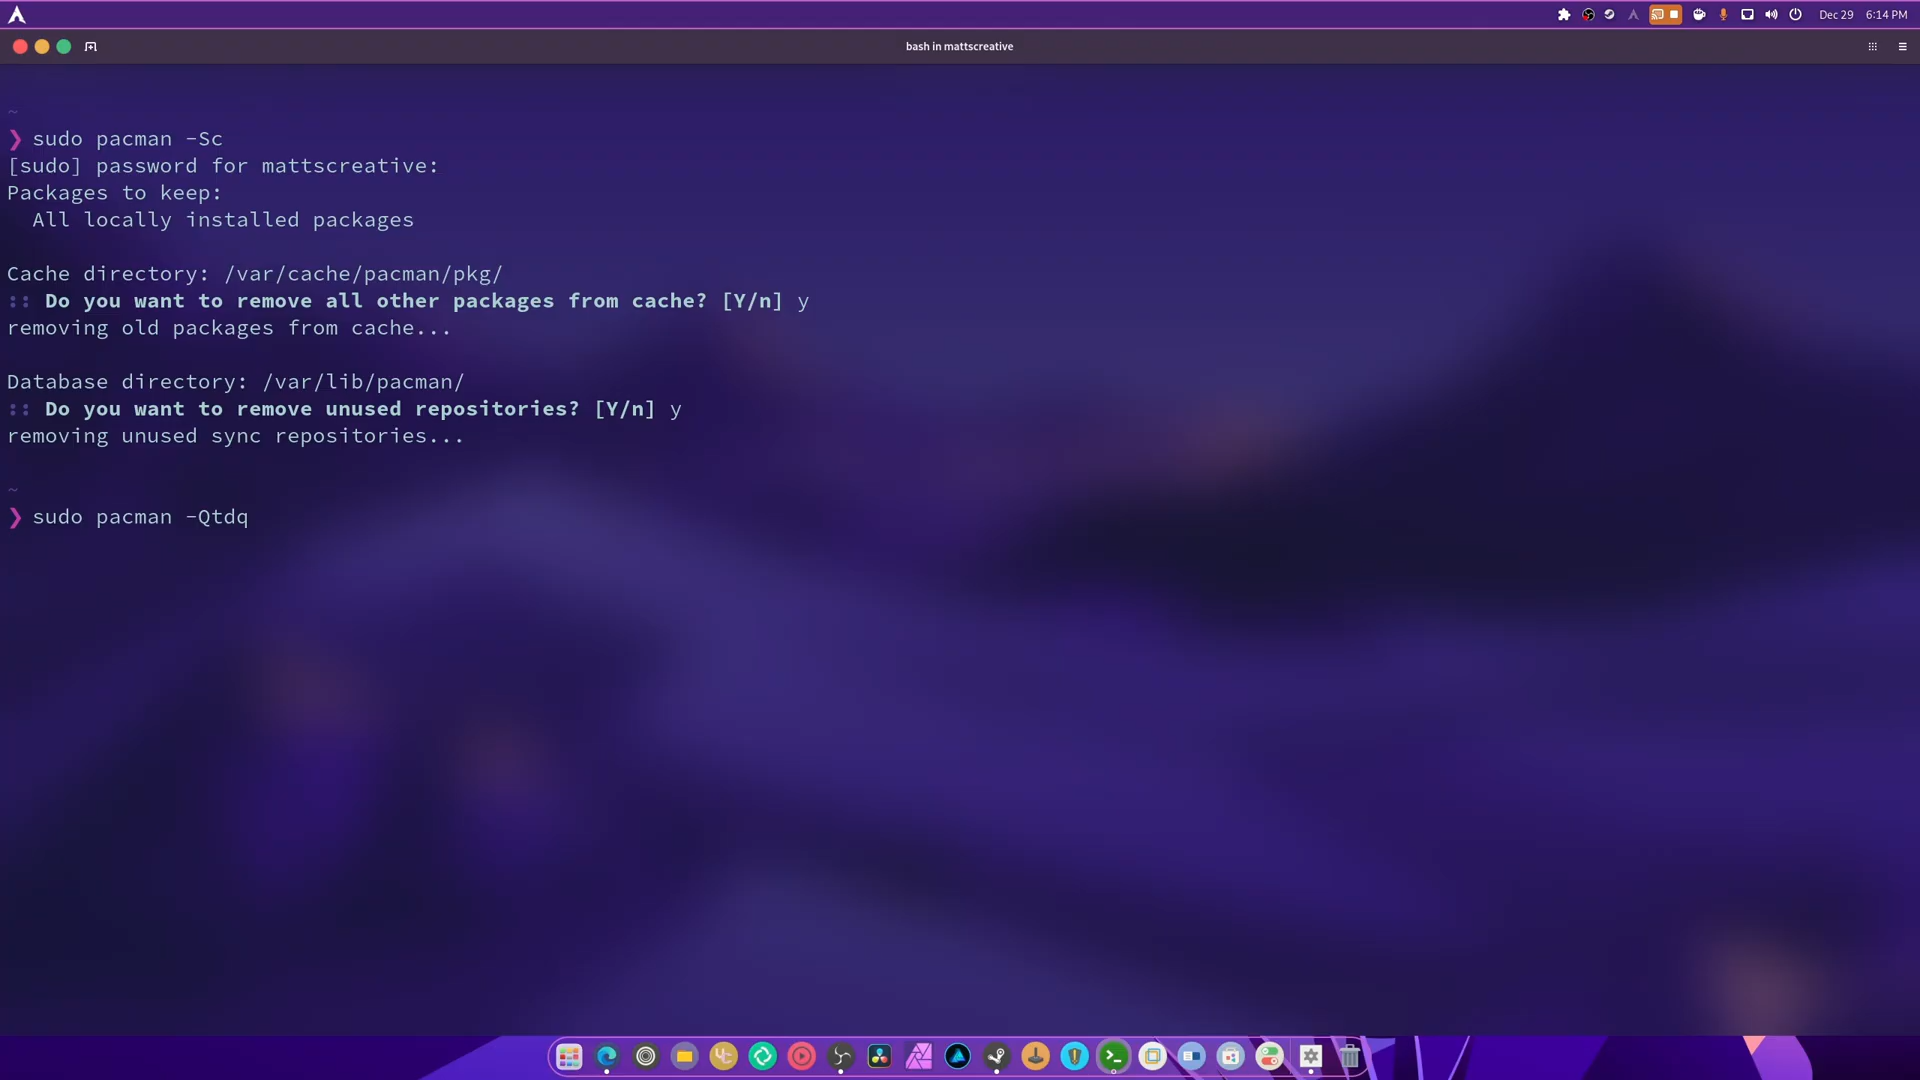 Dec 29 6:14 PM
bash in mattscreative
~
❯ sudo pacman -Sc
[sudo] password for mattscreative:
Packages to keep:
All locally installed packages
Cache directory: /var/cache/pacman/pkg/
:: Do you want to remove all other packages from cache? [Y/n] y
removing old packages from cache...
Database directory: /var/lib/pacman/
:: Do you want to remove unused repositories? [Y/n] y
removing unused sync repositories...
~
❯ sudo pacman -Qtdq